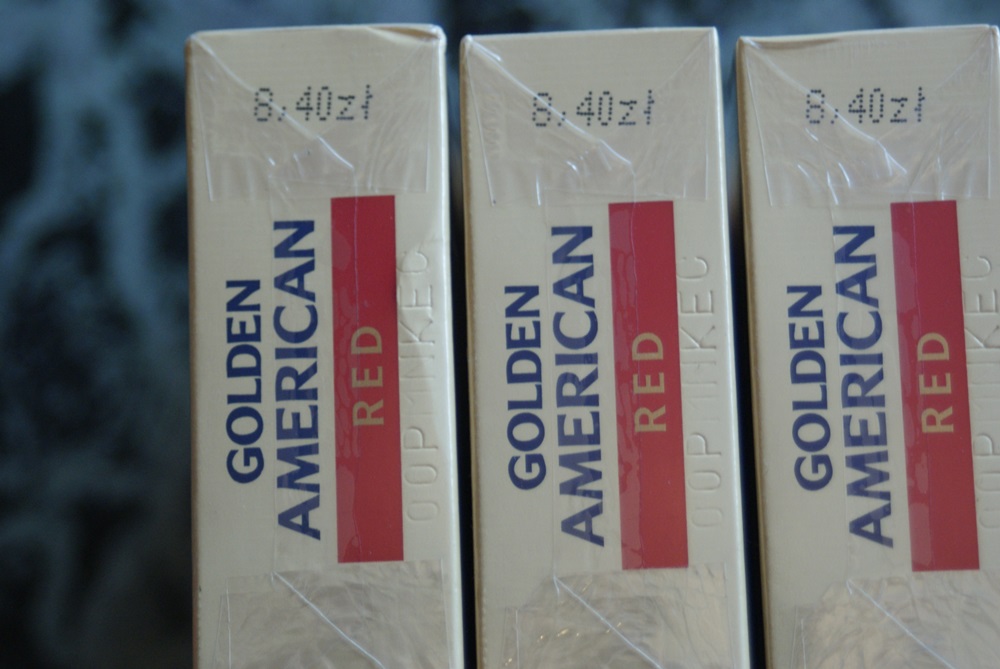 8,40zł
GOLDEN
AMERICAN
RED
8,40zł
GOLDEN
AMERICAN
RED
8,40zł
GOLDEN
AMERICAN
RED